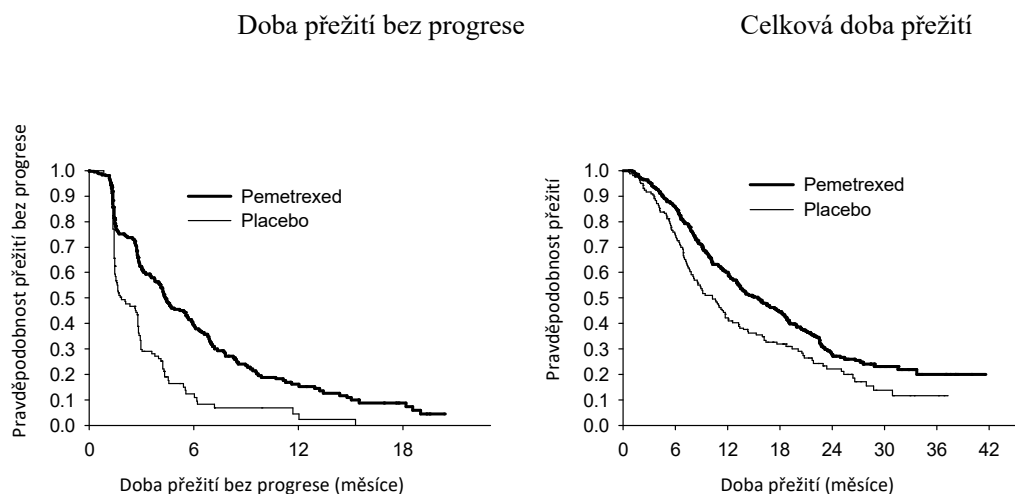 Doba přežití bez progrese
Celková doba přežití
Pravděpodobnost přežití bez progrese
1.0
0.9
0.8
0.7
0.6
0.5
0.4
0.3
0.2
0.1
0.0
Pemetrexed
Placebo
0 6 12 18
Doba přežití bez progrese (měsíce)
Pravděpodobnost přežití
1.0
0.9
0.8
0.7
0.6
0.5
0.4
0.3
0.2
0.1
0.0
Pemetrexed
Placebo
0 6 12 18 24 30 36 42
Doba přežití (měsíce)